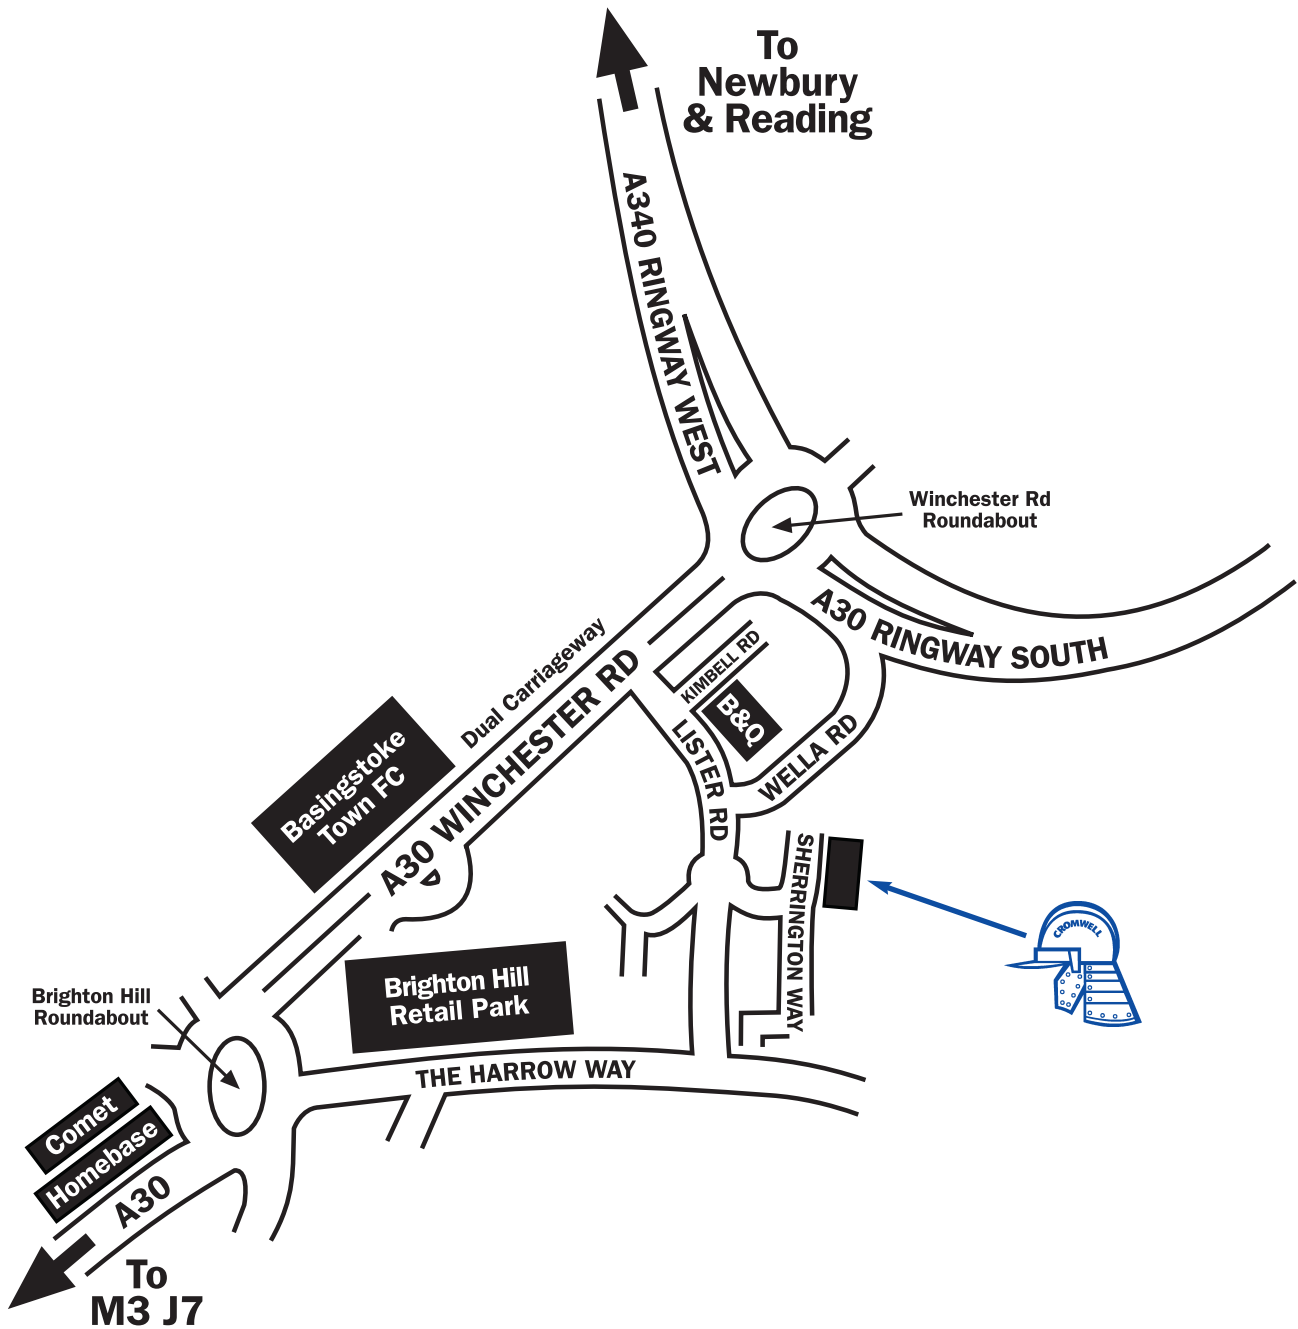 To
Newbury
& Reading
A340 RINGWAY WEST
Winchester Rd
Roundabout
A30 RINGWAY SOUTH
Dual Carriageway
A30 WINCHESTER RD
KIMBELL RD
B&Q
LISTER RD
WELLA RD
Basingstoke
Town FC
SHERRINGTON WAY
CROMWELL
Brighton Hill
Retail Park
Brighton Hill
Roundabout
THE HARROW WAY
Comet
Homebase
A30
To
M3 J7